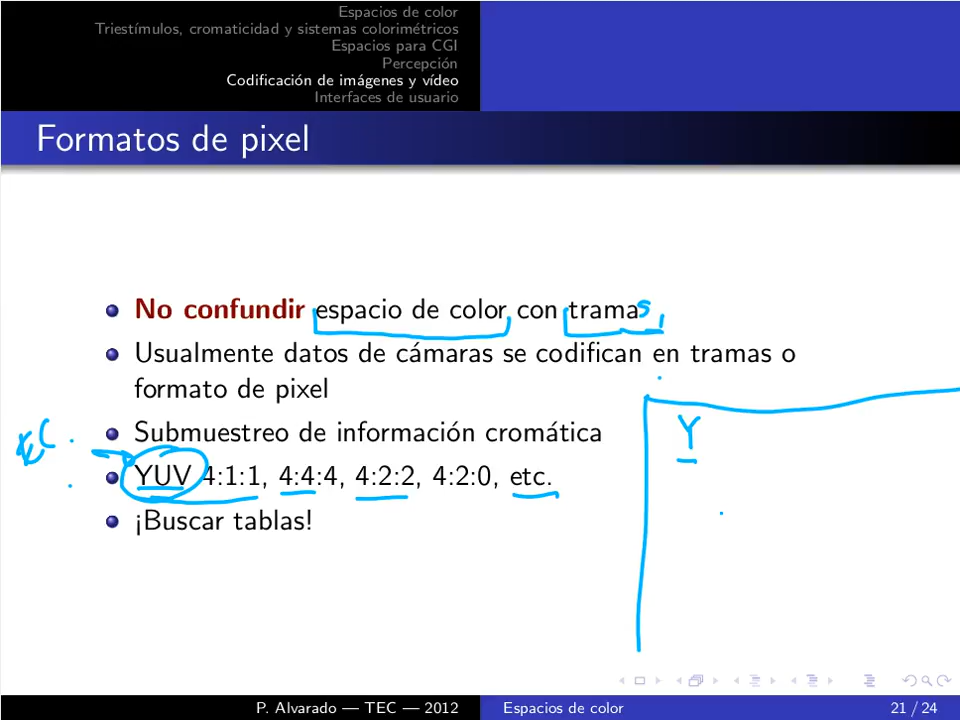 Espacios de color
Triestímulos, cromaticidad y sistemas colorimétricos
Espacios para CGI
Percepción
Codificación de imágenes y vídeo
Interfaces de usuario
Formatos de pixel
No confundir espacio de color con tramas
Usualmente datos de cámaras se codifican en tramas o
formato de pixel
Submuestreo de información cromática
YUV 4:1:1, 4:4:4, 4:2:2, 4:2:0, etc.
¡Buscar tablas!
Y
P. Alvarado — TEC — 2012
Espacios de color
21 / 24